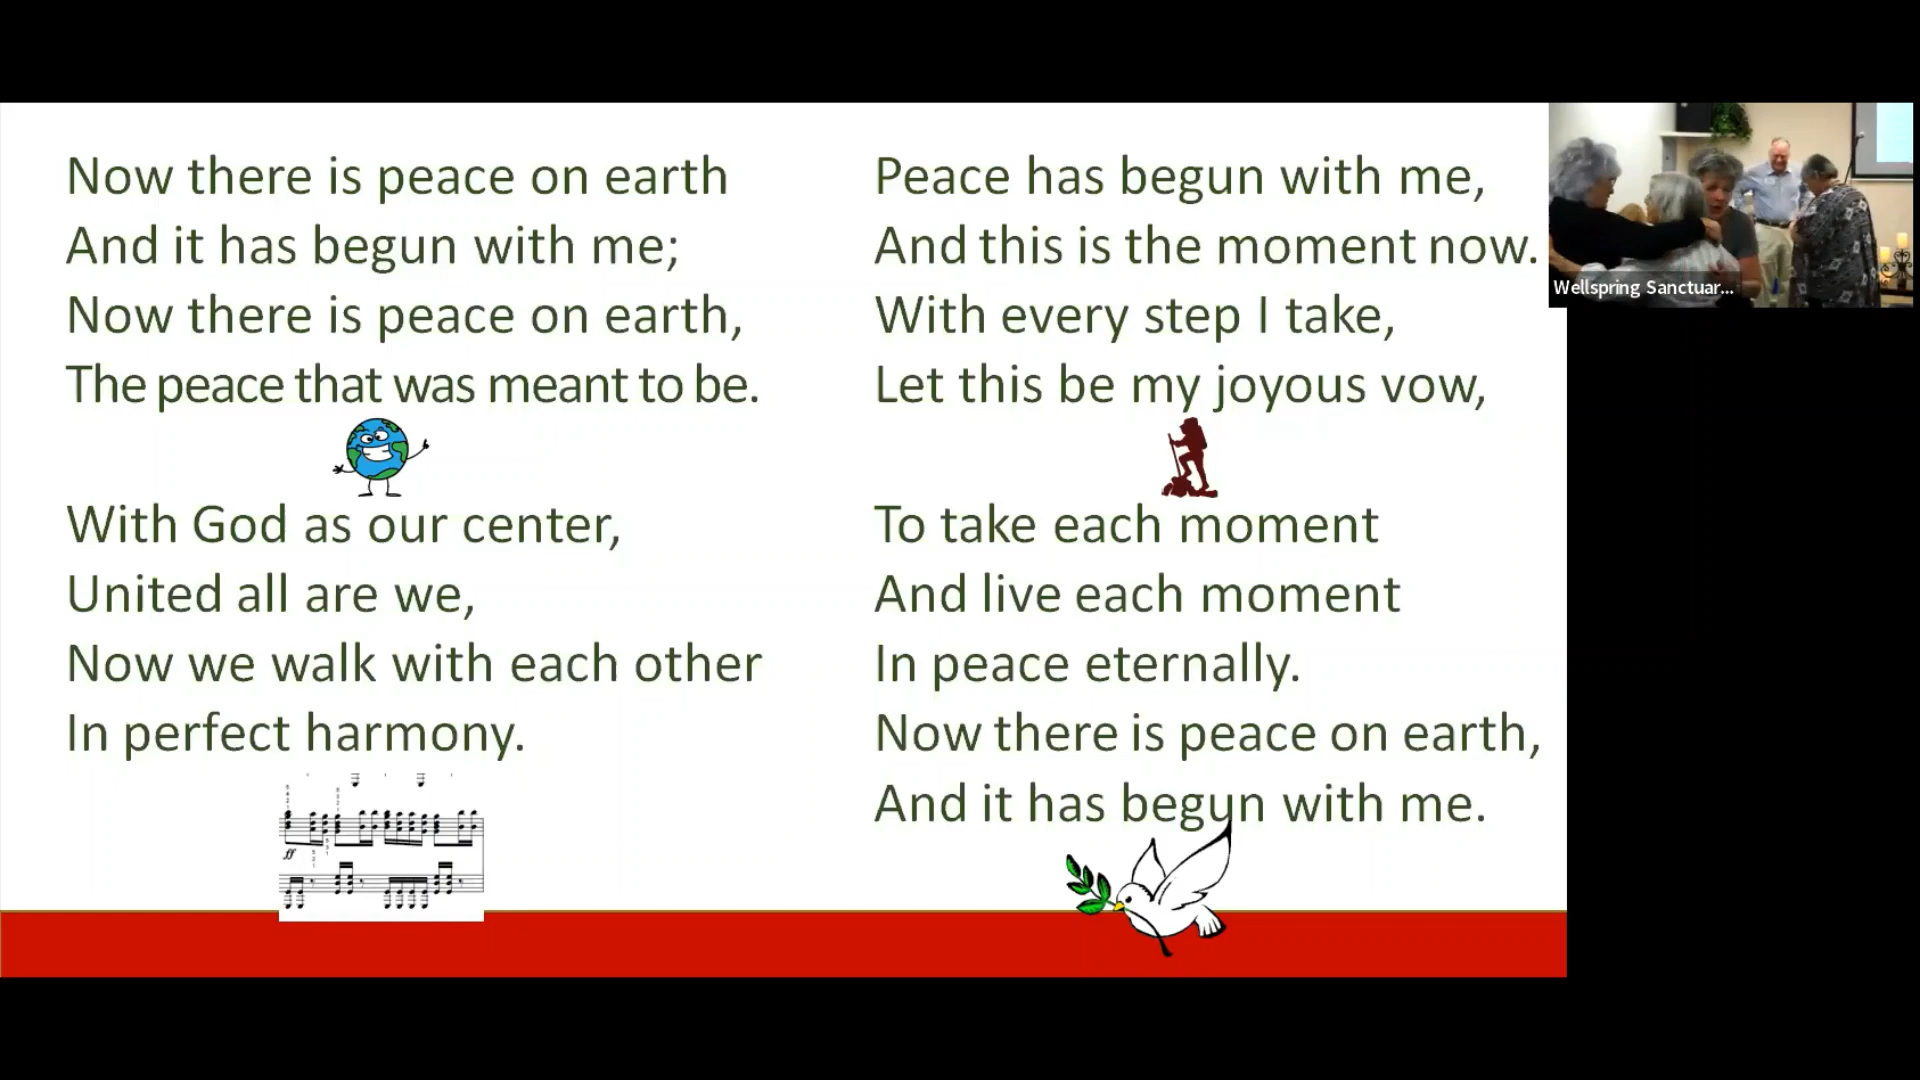 Now there is peace on earth
And it has begun with me;
Now there is peace on earth,
The peace that was meant to be.
With God as our center,
United all are we,
Now we walk with each other
In perfect harmony.
Peace has begun with me,
And this is the moment now.
With every step I take,
Let this be my joyous vow,
To take each moment
And live each moment
In peace eternally.
Now there is peace on earth,
And it has begun with me.
ff
Wellspring Sanctuar...